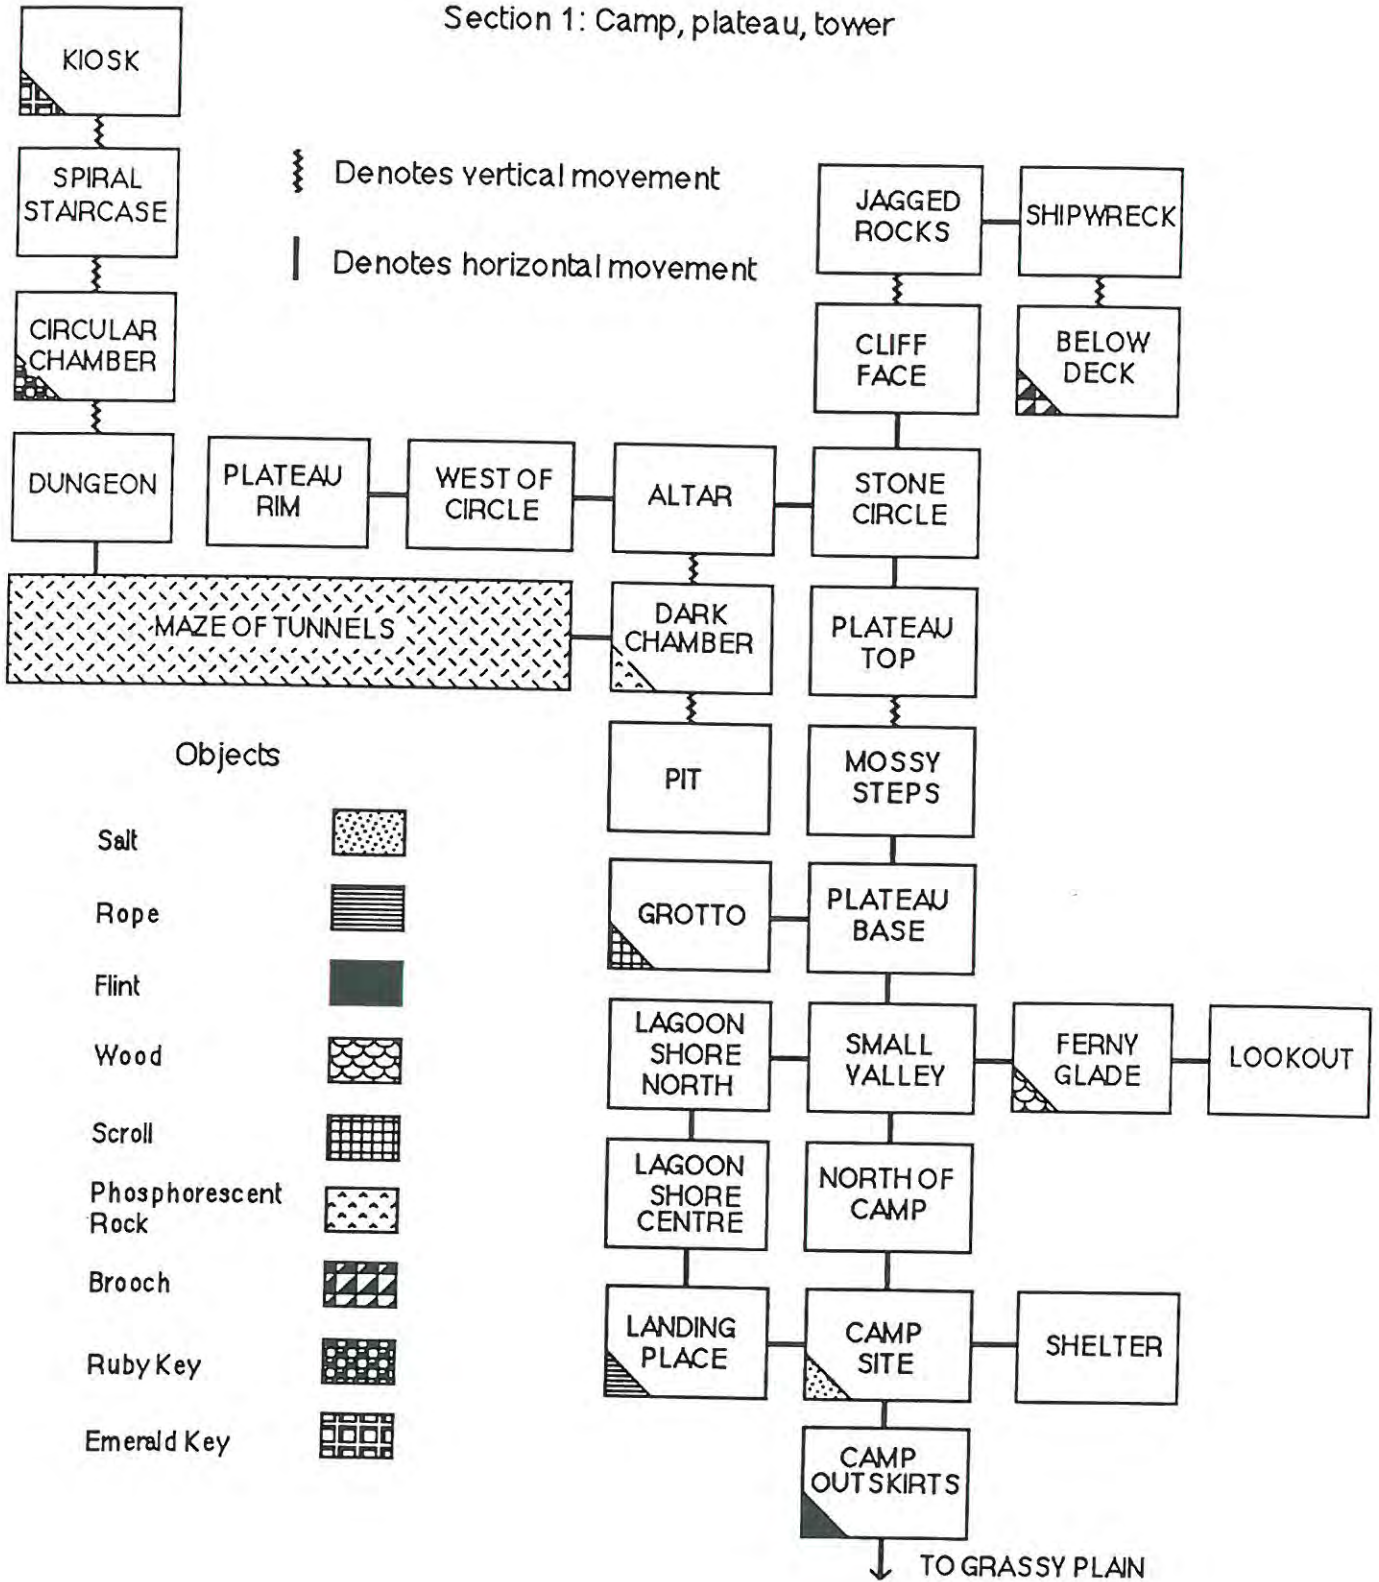 Section 1: Camp, plateau, tower
KIOSK
SPIRAL
STAIRCASE
CIRCULAR
CHAMBER
DUNGEON
Denotes vertical movement
Denotes horizontal movement
JAGGED
ROCKS
SHIPWRECK
CLIFF
FACE
BELOW
DECK
PLATEAU
RIM
WEST OF
CIRCLE
ALTAR
STONE
CIRCLE
MAZE OF TUNNELS
DARK
CHAMBER
PLATEAU
TOP
PIT
MOSSY
STEPS
GROTTO
PLATEAU
BASE
LAGOON
SHORE
NORTH
SMALL
VALLEY
FERNY
GLADE
LOOKOUT
LAGOON
SHORE
CENTRE
NORTH OF
CAMP
LANDING
PLACE
CAMP
SITE
SHELTER
CAMP
OUTSKIRTS
TO GRASSY PLAIN
Objects
Salt
Rope
Flint
Wood
Scroll
Phosphorescent
Rock
Brooch
Ruby Key
Emerald Key